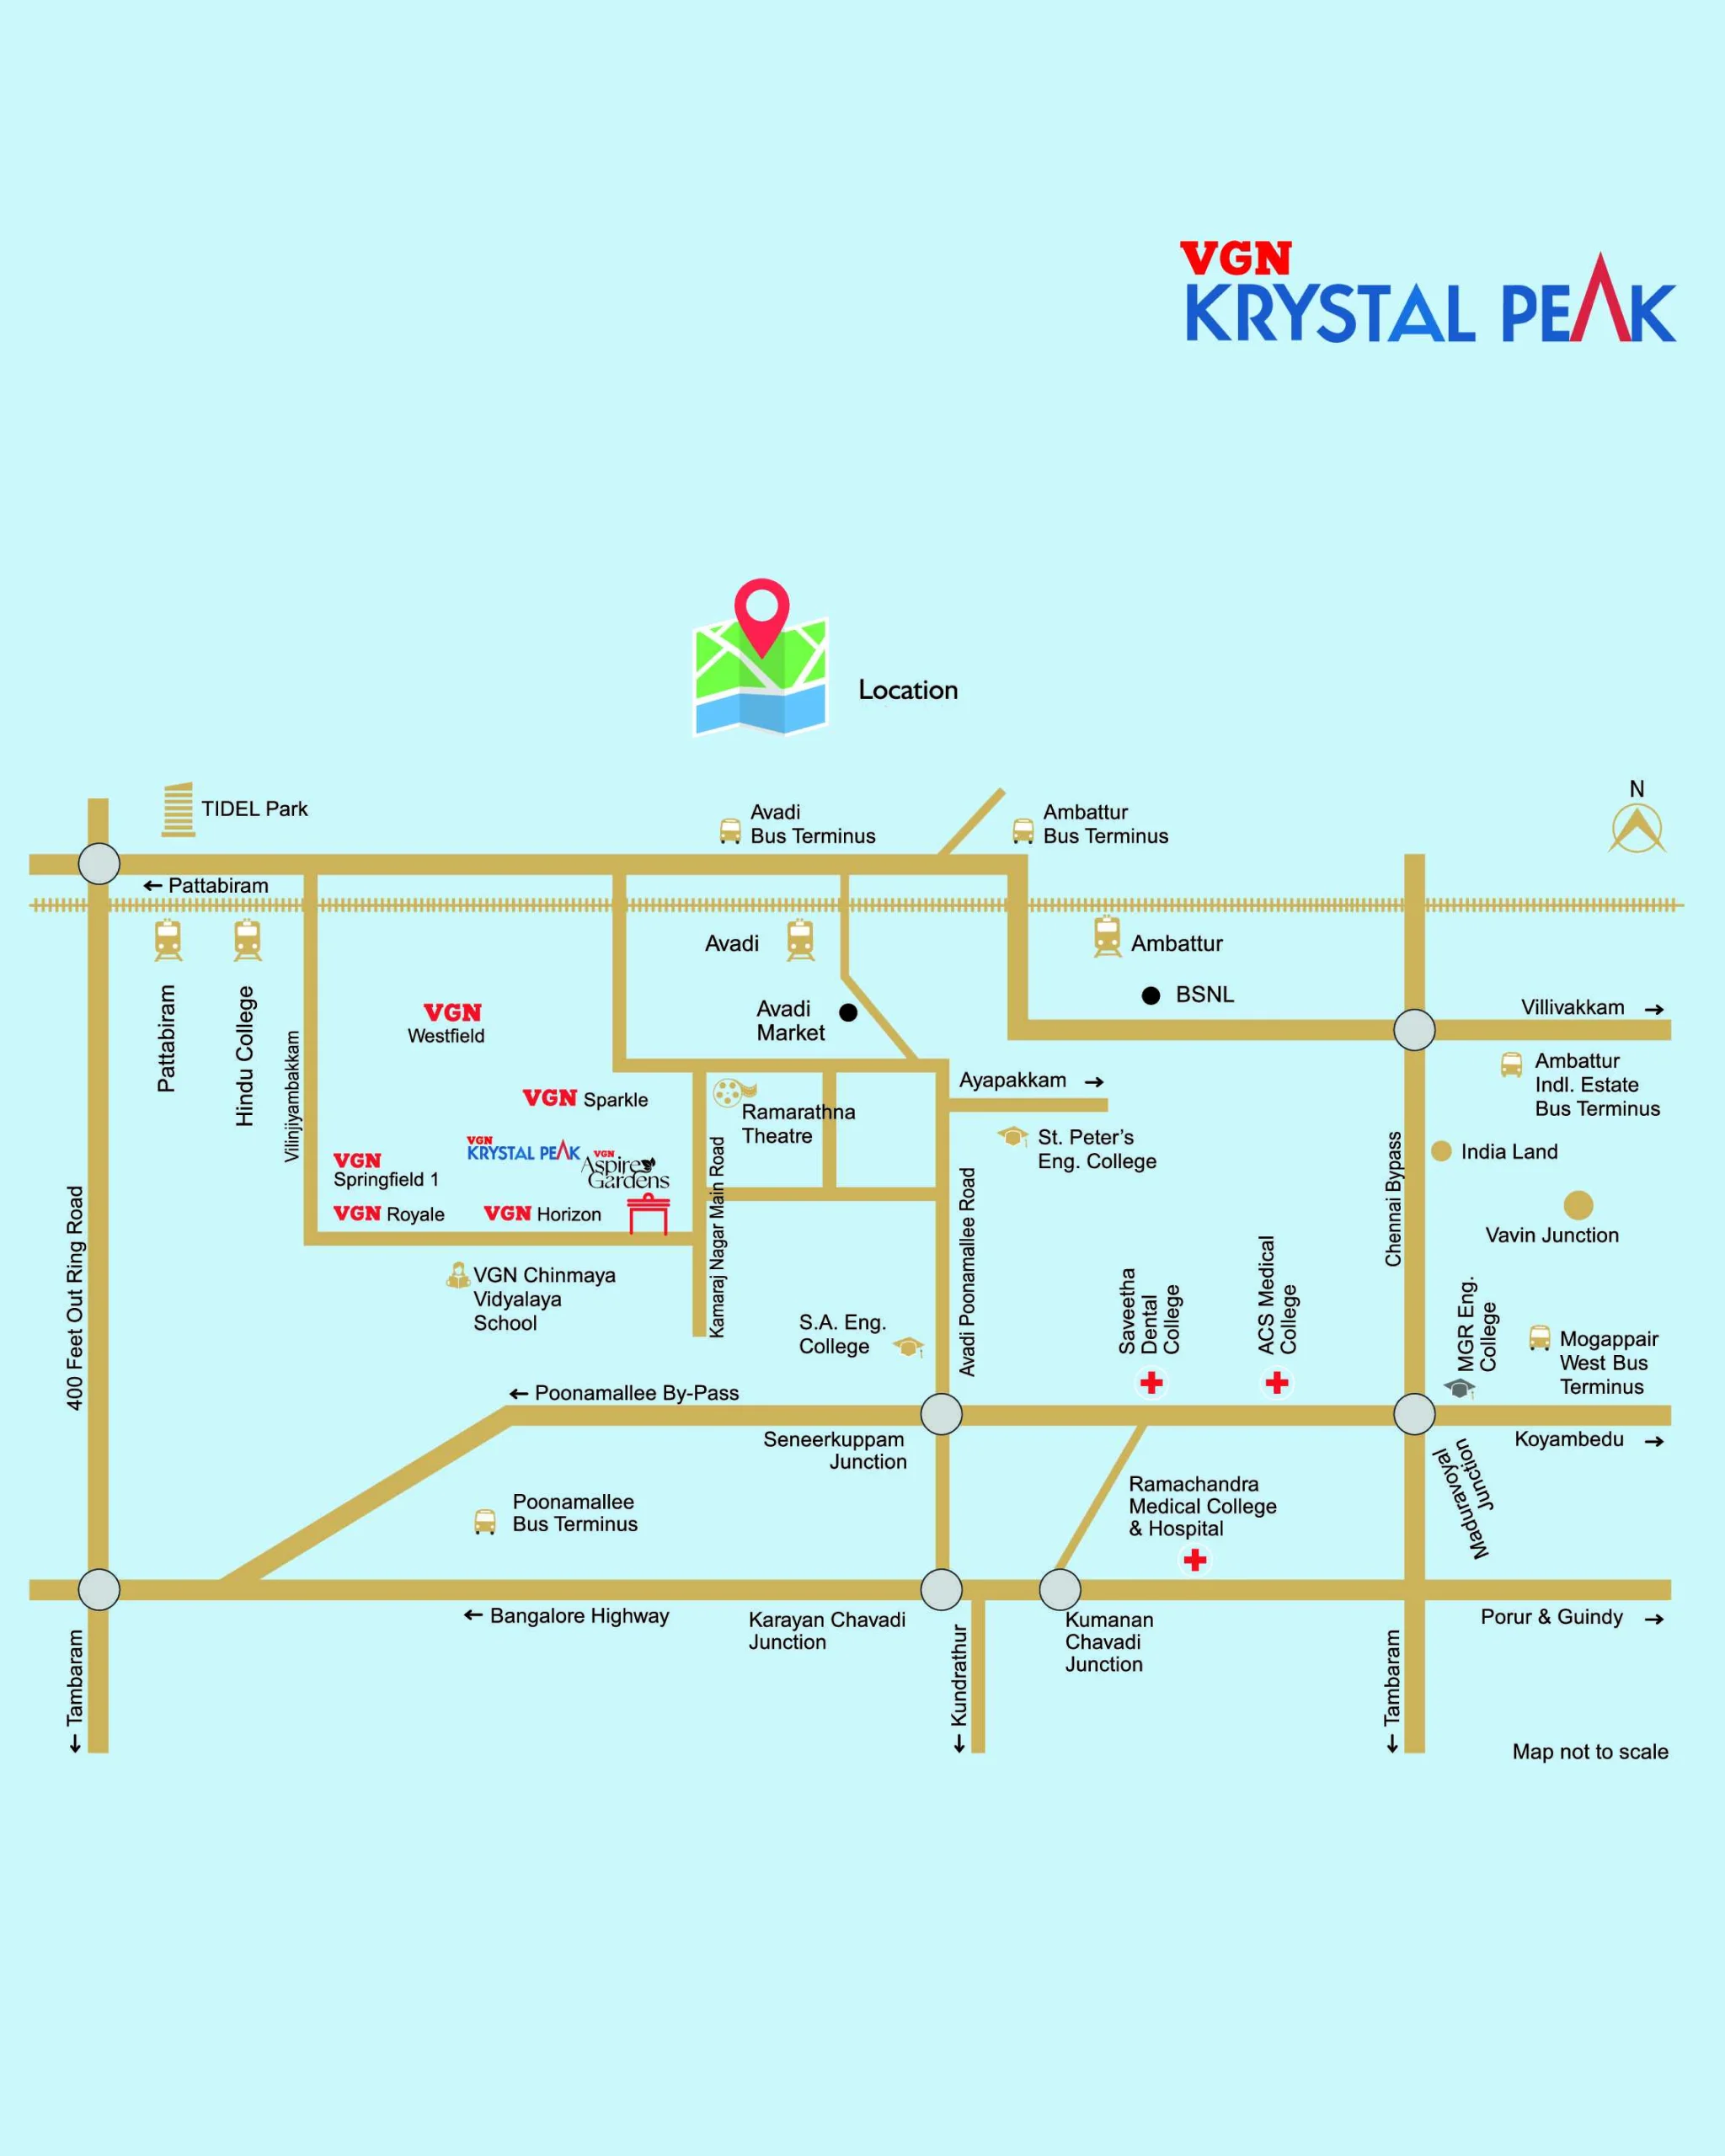 VGN
KRYSTAL PEAK
Location
TIDEL Park
Avadi
Bus Terminus
Ambattur
Bus Terminus
N
← Pattabiram
Pattabiram
Hindu College
Vilinjiyambakkam
Avadi
Ambattur
BSNL
Avadi
Market
Villivakkam →
VGN
Westfield
Ambattur
Indl. Estate
Bus Terminus
Ayapakkam →
VGN Sparkle
Ramarathna
Theatre
St. Peter's
Eng. College
VGN
KRYSTAL PEAK
VGN
Aspire
Gardens
VGN
Springfield 1
VGN Royale
VGN Horizon
Kamaraj Nagar Main Road
Avadi Poonamallee Road
Chennai Bypass
India Land
Vavin Junction
400 Feet Out Ring Road
VGN Chinmaya
Vidyalaya
School
S.A. Eng.
College
Saveetha
Dental
College
ACS Medical
College
MGR Eng.
College
Mogappair
West Bus
Terminus
← Poonamallee By-Pass
Seneerkuppam
Junction
Koyambedu →
Maduravoyal
Junction
Poonamallee
Bus Terminus
Ramachandra
Medical College
& Hospital
← Bangalore Highway
Karayan Chavadi
Junction
Kumanan
Chavadi
Junction
Porur & Guindy →
← Tambaram
← Kundrathur
← Tambaram
Map not to scale